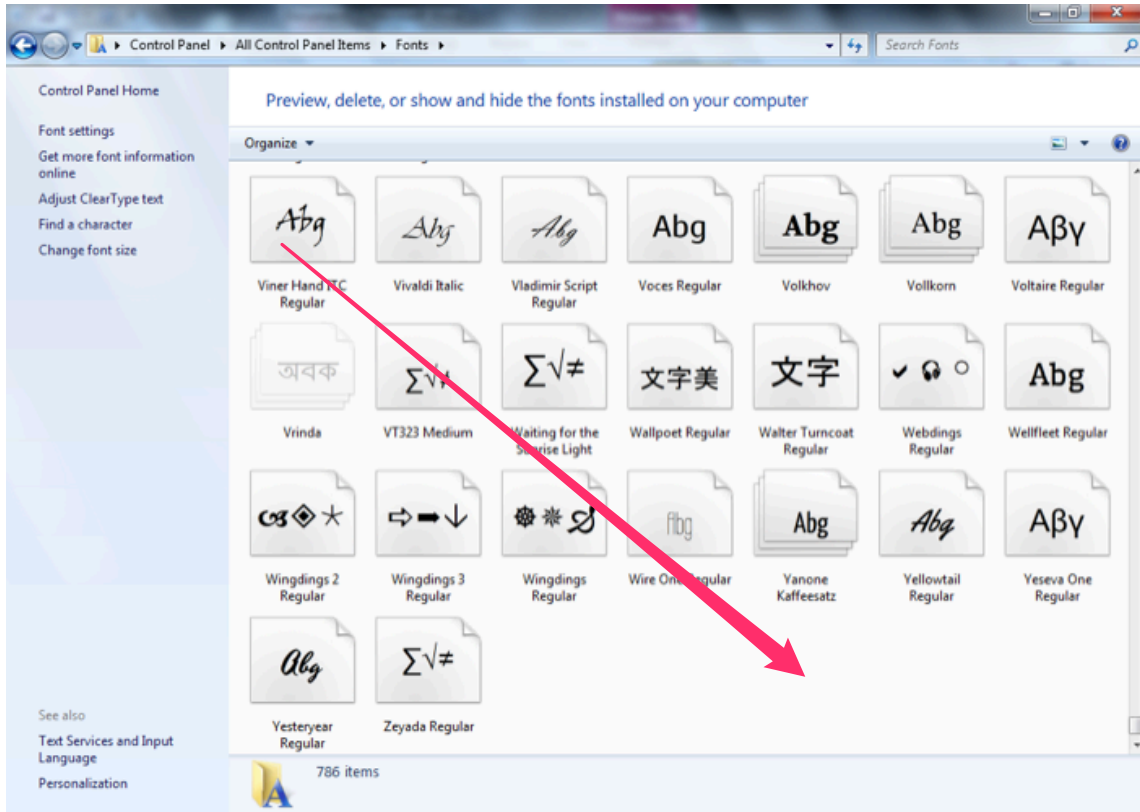 Control Panel ▸ All Control Panel Items ▸ Fonts ▸
Search Fonts
Control Panel Home
Font settings
Get more font information
online
Adjust ClearType text
Find a character
Change font size
See also
Text Services and Input
Language
Personalization
Preview, delete, or show and hide the fonts installed on your computer
Organize
Abg
Abg
Abg
Abg
Abg
Abg
Αβγ
Viner Hand ITC
Regular
Vivaldi Italic
Vladimir Script
Regular
Voces Regular
Volkhov
Vollkorn
Voltaire Regular
অবক
∑√≠
∑√≠
文字美
文字
✔ 🎧 ○
Abg
Vrinda
VT323 Medium
Waiting for the
Sunrise Light
Wallpoet Regular
Walter Turncoat
Regular
Webdings
Regular
Wellfleet Regular
Abg
Abg
Abg
Αβγ
Wingdings 2
Regular
Wingdings 3
Regular
Wingdings
Regular
Wire One Regular
Yanone
Kaffeesatz
Yellowtail
Regular
Yeseva One
Regular
Abg
∑√≠
Yesteryear
Regular
Zeyada Regular
786 items